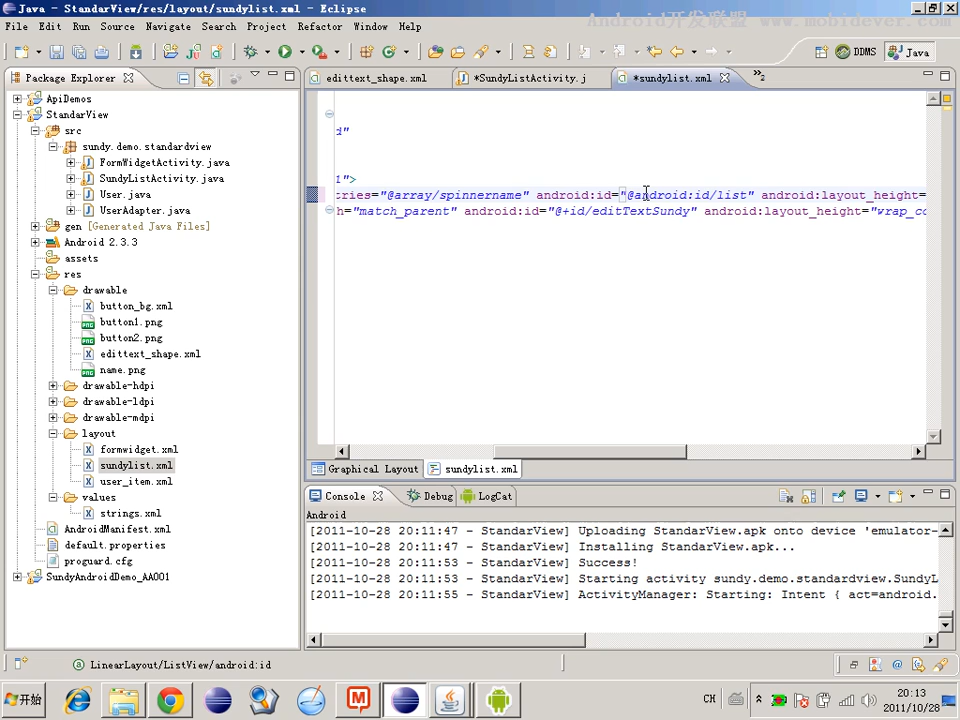 Java - StandarView/res/layout/sundylist.xml - Eclipse
Android开发联盟 www.mobidever.com
File Edit Run Source Navigate Search Project Refactor Window Help
DDMS Java
Package Explorer
edittext_shape.xml *SundyListActivity.j *sundylist.xml »2
ApiDemos
StandarView
src
sundy.demo.standardview
FormWidgetActivity.java
SundyListActivity.java
User.java
UserAdapter.java
gen [Generated Java Files]
Android 2.3.3
assets
res
drawable
button_bg.xml
button1.png
button2.png
edittext_shape.xml
name.png
drawable-hdpi
drawable-ldpi
drawable-mdpi
layout
formwidget.xml
sundylist.xml
user_item.xml
values
strings.xml
AndroidManifest.xml
default.properties
proguard.cfg
SundyAndroidDemo_AA001
d"
l">
tries="@array/spinnername" android:id="@android:id/list" android:layout_height=
h="match_parent" android:id="@+id/editTextSundy" android:layout_height="wrap_co
Graphical Layout sundylist.xml
Console Debug LogCat
Android
[2011-10-28 20:11:47 - StandarView] Uploading StandarView.apk onto device 'emulator-
[2011-10-28 20:11:47 - StandarView] Installing StandarView.apk...
[2011-10-28 20:11:53 - StandarView] Success!
[2011-10-28 20:11:53 - StandarView] Starting activity sundy.demo.standardview.SundyL
[2011-10-28 20:11:55 - StandarView] ActivityManager: Starting: Intent { act=android.
LinearLayout/ListView/android:id
开始
CH
20:13
2011/10/28